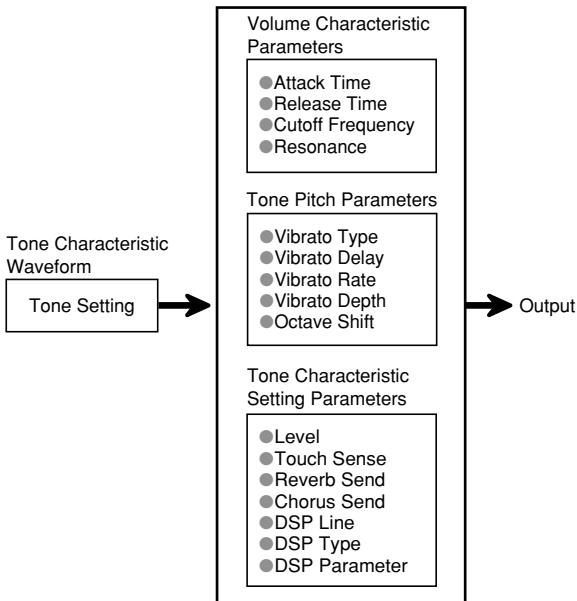 Volume Characteristic
Parameters
●Attack Time
●Release Time
●Cutoff Frequency
●Resonance
Tone Pitch Parameters
●Vibrato Type
●Vibrato Delay
●Vibrato Rate
●Vibrato Depth
●Octave Shift
Tone Characteristic
Waveform
Tone Setting
Output
Tone Characteristic
Setting Parameters
●Level
●Touch Sense
●Reverb Send
●Chorus Send
●DSP Line
●DSP Type
●DSP Parameter